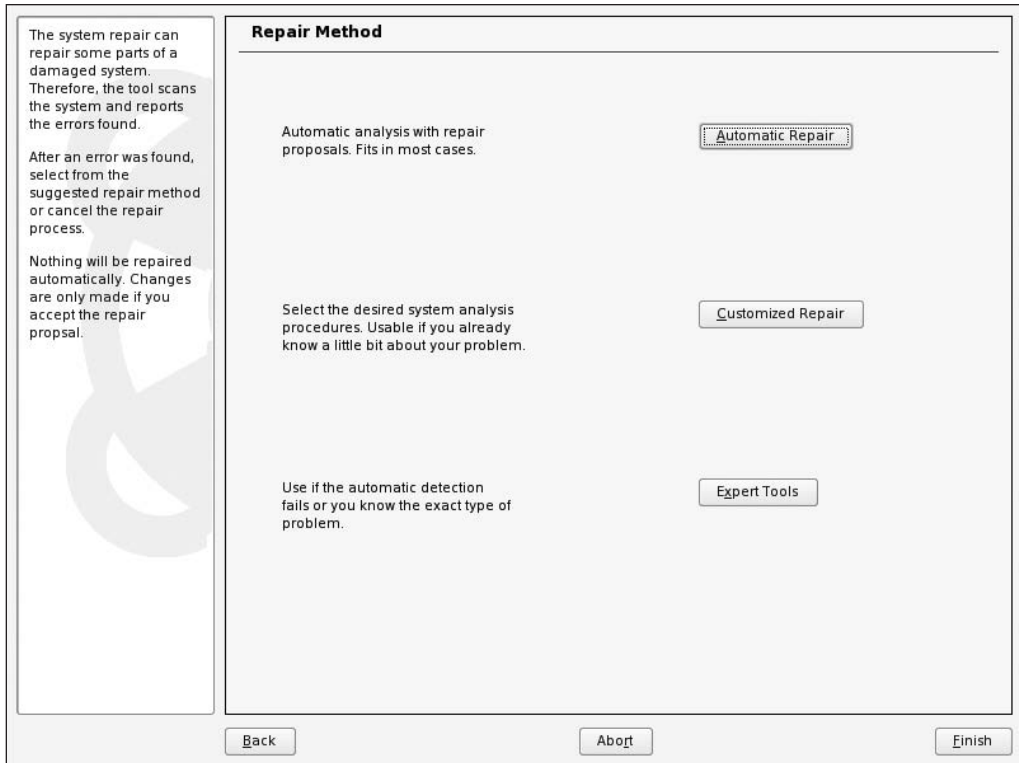 The system repair can
repair some parts of a
damaged system.
Therefore, the tool scans
the system and reports
the errors found.
After an error was found,
select from the
suggested repair method
or cancel the repair
process.
Nothing will be repaired
automatically. Changes
are only made if you
accept the repair
propsal.
Repair Method
Automatic analysis with repair
proposals. Fits in most cases.
Automatic Repair
Select the desired system analysis
procedures. Usable if you already
know a little bit about your problem.
Customized Repair
Use if the automatic detection
fails or you know the exact type of
problem.
Expert Tools
Back
Abort
Finish